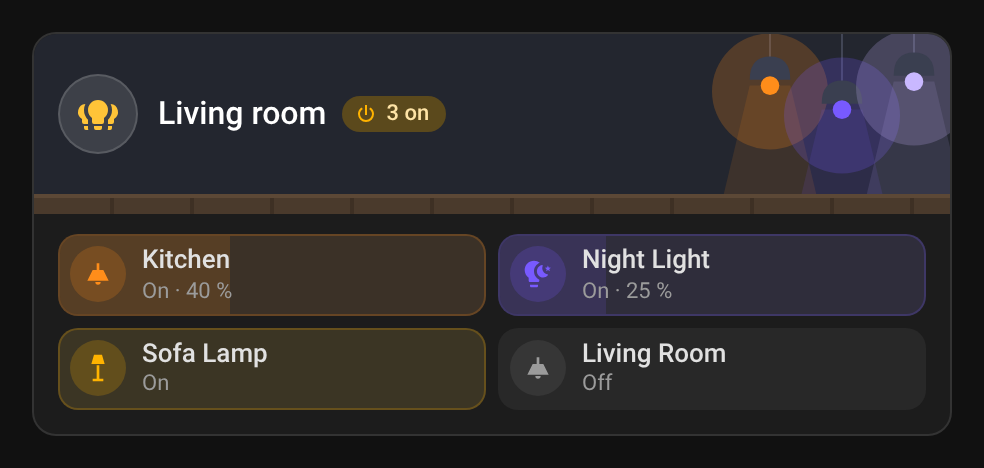 Living room
3 on
Kitchen
On · 40 %
Night Light
On · 25 %
Sofa Lamp
On
Living Room
Off